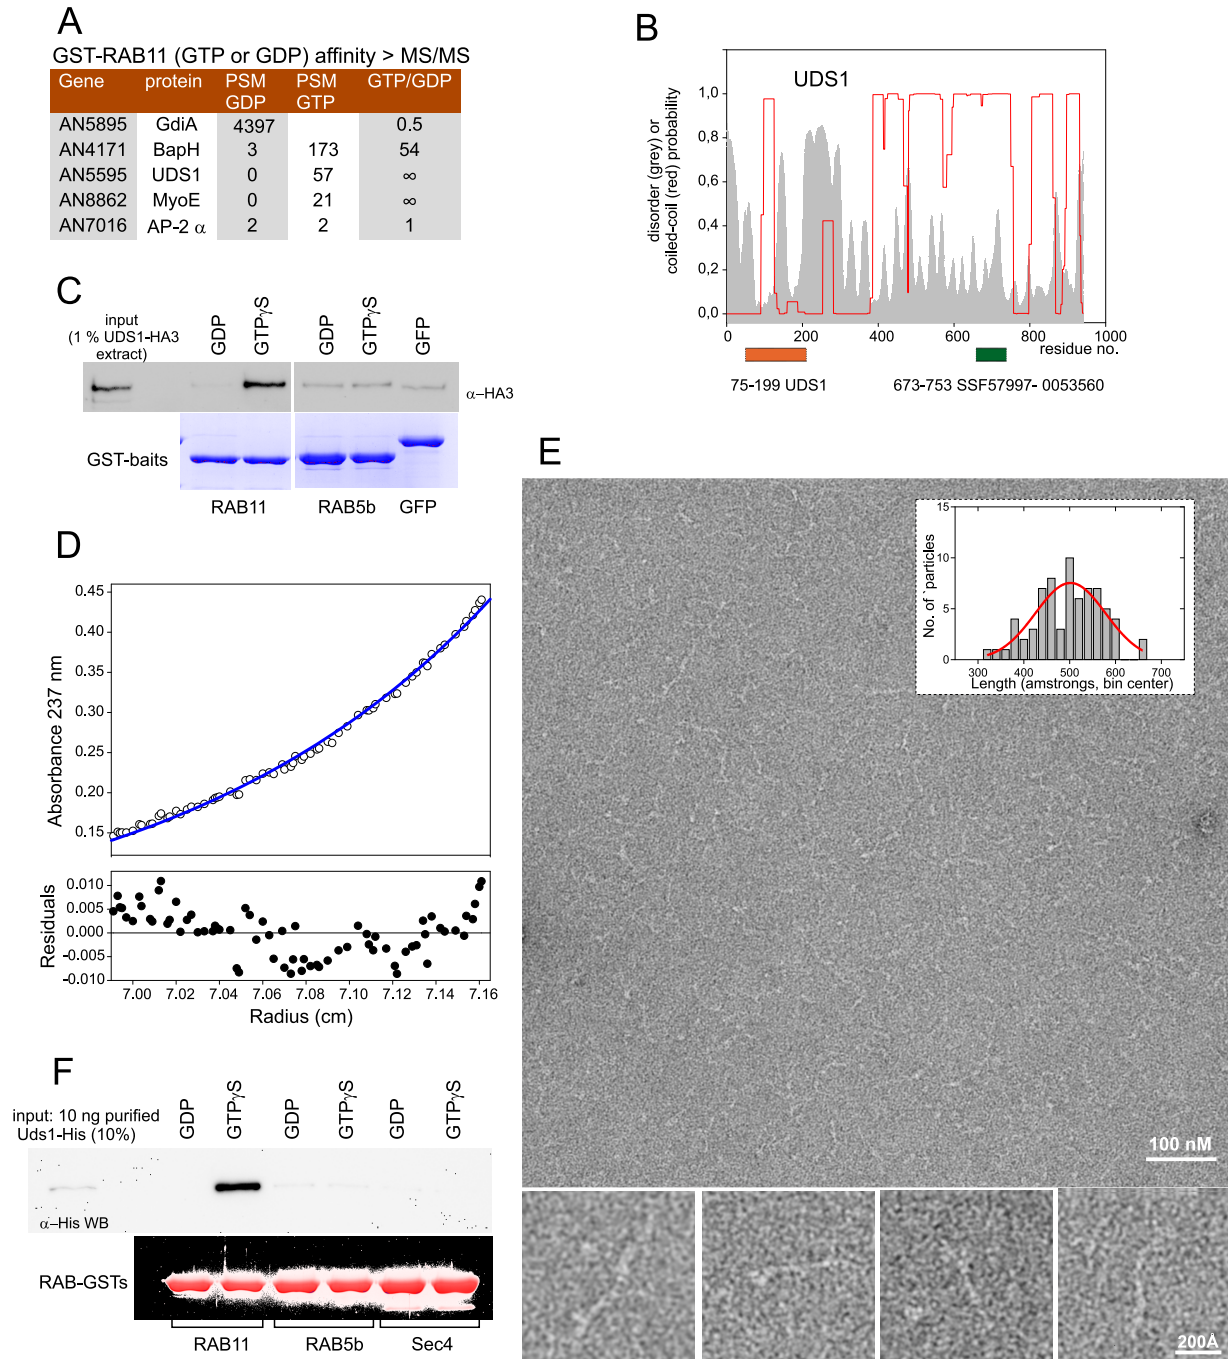 A
GST-RAB11 (GTP or GDP) affinity > MS/MS
Gene protein PSM GDP PSM GTP GTP/GDP
AN5895 GdiA 4397 0.5
AN4171 BapH 3 173 54
AN5595 UDS1 0 57 ∞
AN8862 MyoE 0 21 ∞
AN7016 AP-2 α 2 2 1
B
UDS1
disorder (grey) or
coiled-coil (red) probability
1,0
0,8
0,6
0,4
0,2
0,0
0 200 400 600 800 1000
residue no.
75-199 UDS1
673-753 SSF57997- 0053560
C
input
(1 % UDS1-HA3
extract)
GDP GTPγS GDP GTPγS GFP
α–HA3
GST-baits
RAB11 RAB5b GFP
D
Absorbance 237 nm
0.45
0.40
0.35
0.30
0.25
0.20
0.15
Residuals
0.010
0.005
0.000
−0.005
−0.010
7.00 7.02 7.04 7.06 7.08 7.10 7.12 7.14 7.16
Radius (cm)
E
No. of `particles
15
10
5
0
300 400 500 600 700
Length (amstrongs, bin center)
100 nM
200Å
F
input: 10 ng purified
Uds1-His (10%)
GDP GTPγS GDP GTPγS GDP GTPγS
α–His WB
RAB-GSTs
RAB11 RAB5b Sec4